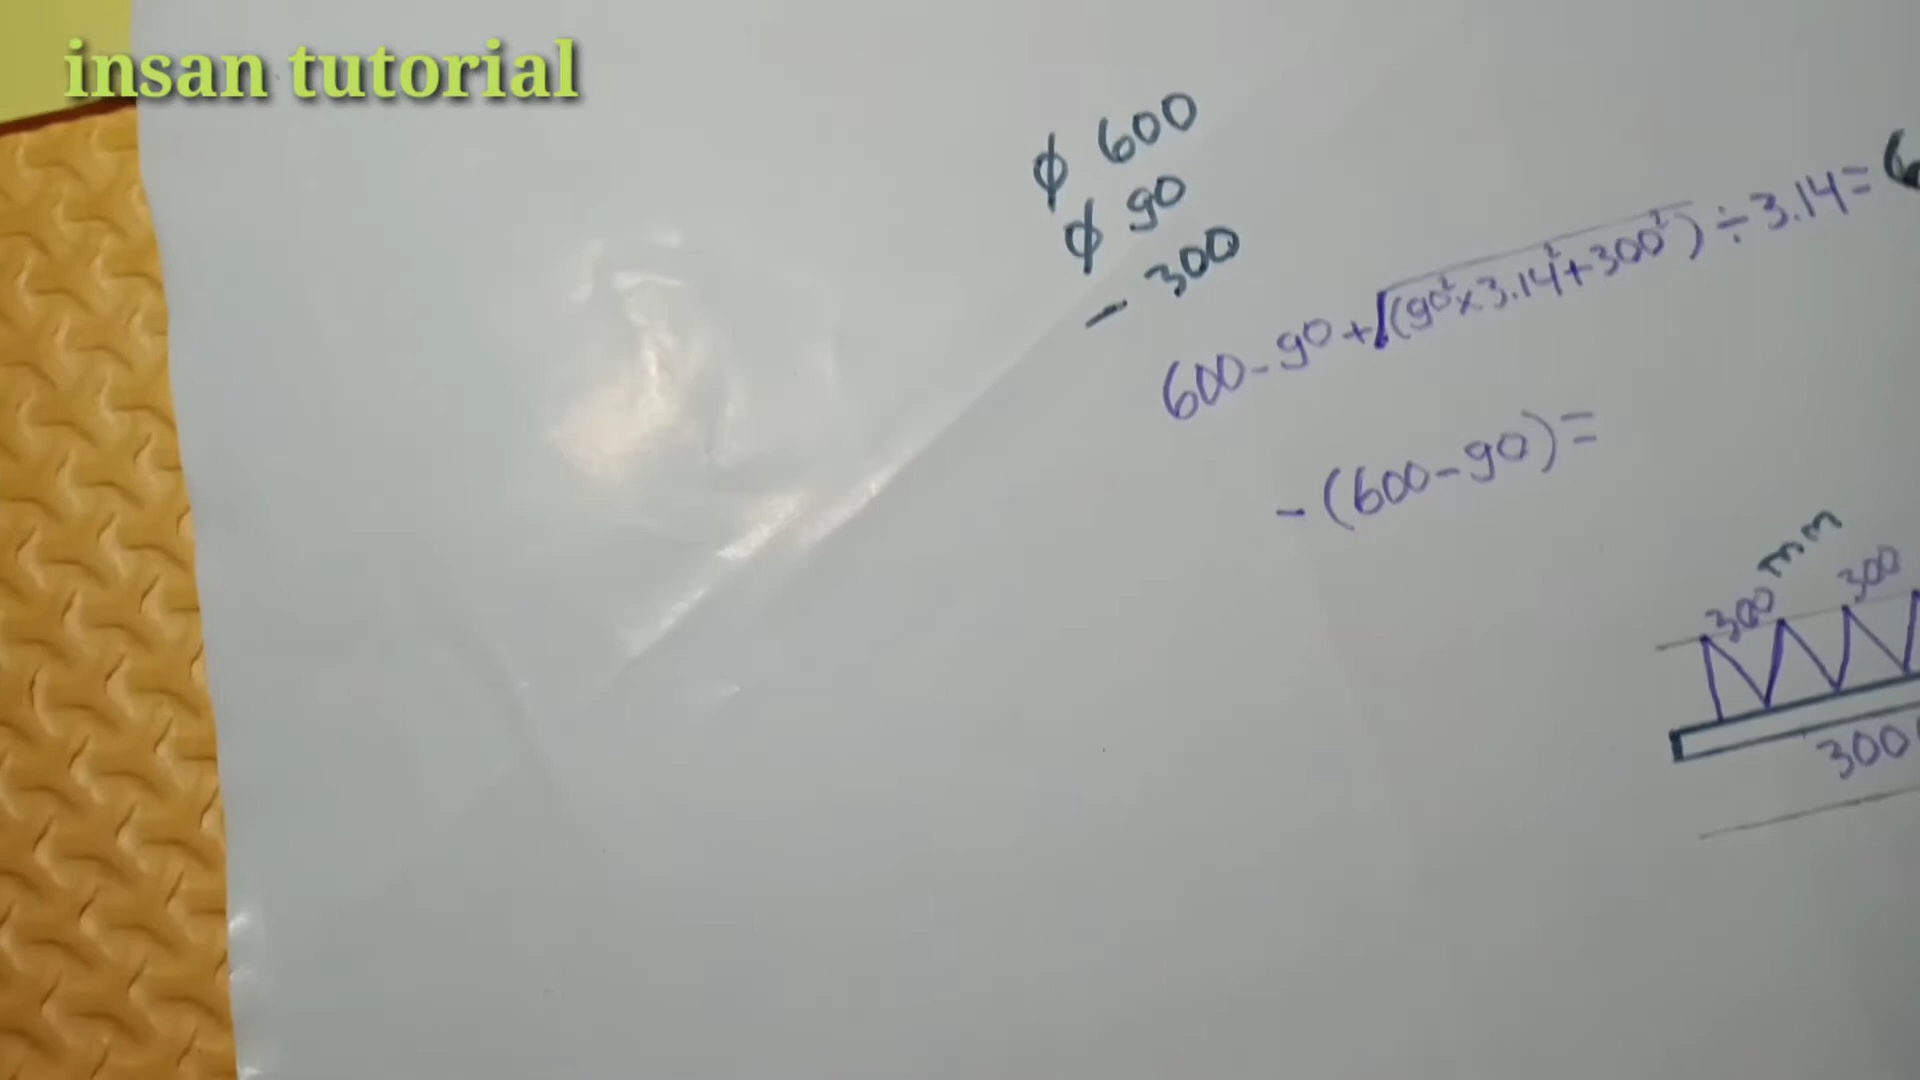 insan tutorial
ϕ 600
ϕ 90
- 300
600-90+√(90²×3.14²+300²)÷3.14=
-(600-90)=
300 mm 300
300